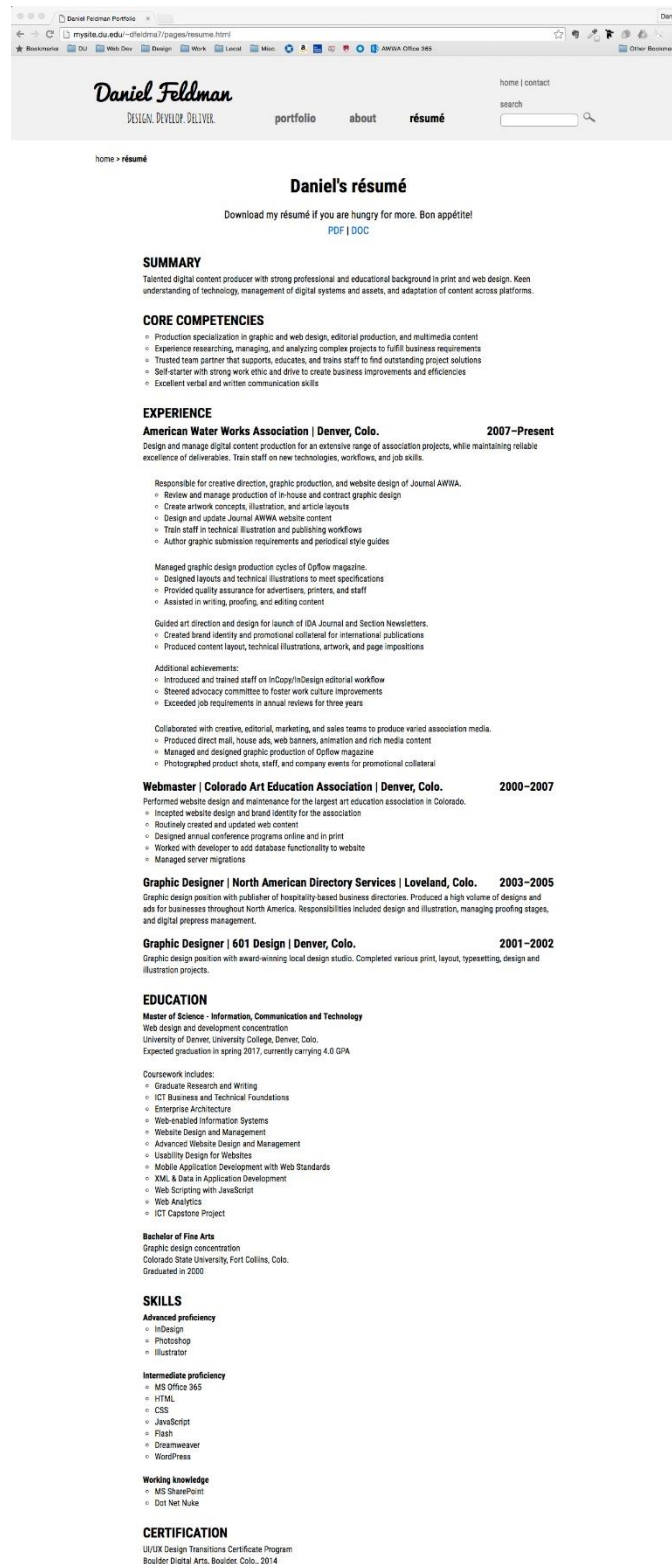 Daniel Feldman Portfolio
Dan
mysite.du.edu/~dfeldma7/pages/resume.html
Bookmarks DU Web Dev Design Work Local Misc. AWWA Office 365 Other Bookmar
Daniel Feldman
home | contact
DESIGN. DEVELOP. DELIVER.
search
portfolio about résumé
home > résumé
Daniel's résumé
Download my résumé if you are hungry for more. Bon appétite!
PDF | DOC
SUMMARY
Talented digital content producer with strong professional and educational background in print and web design. Keen
understanding of technology, management of digital systems and assets, and adaptation of content across platforms.
CORE COMPETENCIES
Production specialization in graphic and web design, editorial production, and multimedia content
Experience researching, managing, and analyzing complex projects to fulfill business requirements
Trusted team partner that supports, educates, and trains staff to find outstanding project solutions
Self-starter with strong work ethic and drive to create business improvements and efficiencies
Excellent verbal and written communication skills
EXPERIENCE
American Water Works Association | Denver, Colo. 2007–Present
Design and manage digital content production for an extensive range of association projects, while maintaining reliable
excellence of deliverables. Train staff on new technologies, workflows, and job skills.
Responsible for creative direction, graphic production, and website design of Journal AWWA.
Review and manage production of in-house and contract graphic design
Create artwork concepts, illustration, and article layouts
Design and update Journal AWWA website content
Train staff in technical illustration and publishing workflows
Author graphic submission requirements and periodical style guides
Managed graphic design production cycles of Opflow magazine.
Designed layouts and technical illustrations to meet specifications
Provided quality assurance for advertisers, printers, and staff
Assisted in writing, proofing, and editing content
Guided art direction and design for launch of IDA Journal and Section Newsletters.
Created brand identity and promotional collateral for international publications
Produced content layout, technical illustrations, artwork, and page impositions
Additional achievements:
Introduced and trained staff on InCopy/InDesign editorial workflow
Steered advocacy committee to foster work culture improvements
Exceeded job requirements in annual reviews for three years
Collaborated with creative, editorial, marketing, and sales teams to produce varied association media.
Produced direct mail, house ads, web banners, animation and rich media content
Managed and designed graphic production of Opflow magazine
Photographed product shots, staff, and company events for promotional collateral
Webmaster | Colorado Art Education Association | Denver, Colo. 2000–2007
Performed website design and maintenance for the largest art education association in Colorado.
Incepted website design and brand identity for the association
Routinely created and updated web content
Designed annual conference programs online and in print
Worked with developer to add database functionality to website
Managed server migrations
Graphic Designer | North American Directory Services | Loveland, Colo. 2003–2005
Graphic design position with publisher of hospitality-based business directories. Produced a high volume of designs and
ads for businesses throughout North America. Responsibilities included design and illustration, managing proofing stages,
and digital prepress management.
Graphic Designer | 601 Design | Denver, Colo. 2001–2002
Graphic design position with award-winning local design studio. Completed various print, layout, typesetting, design and
illustration projects.
EDUCATION
Master of Science - Information, Communication and Technology
Web design and development concentration
University of Denver, University College, Denver, Colo.
Expected graduation in spring 2017, currently carrying 4.0 GPA
Coursework includes:
Graduate Research and Writing
ICT Business and Technical Foundations
Enterprise Architecture
Web-enabled Information Systems
Website Design and Management
Advanced Website Design and Management
Usability Design for Websites
Mobile Application Development with Web Standards
XML & Data in Application Development
Web Scripting with JavaScript
Web Analytics
ICT Capstone Project
Bachelor of Fine Arts
Graphic design concentration
Colorado State University, Fort Collins, Colo.
Graduated in 2000
SKILLS
Advanced proficiency
InDesign
Photoshop
Illustrator
Intermediate proficiency
MS Office 365
HTML
CSS
JavaScript
Flash
Dreamweaver
WordPress
Working knowledge
MS SharePoint
Dot Net Nuke
CERTIFICATION
UI/UX Design Transitions Certificate Program
Boulder Digital Arts, Boulder, Colo., 2014